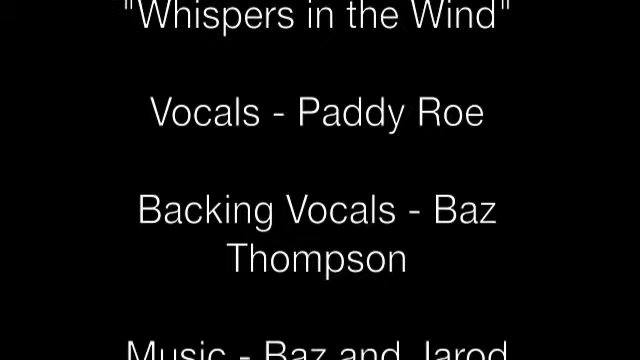 "Whispers in the Wind"
Vocals - Paddy Roe
Backing Vocals - Baz
Thompson
Music - Baz and Jarod